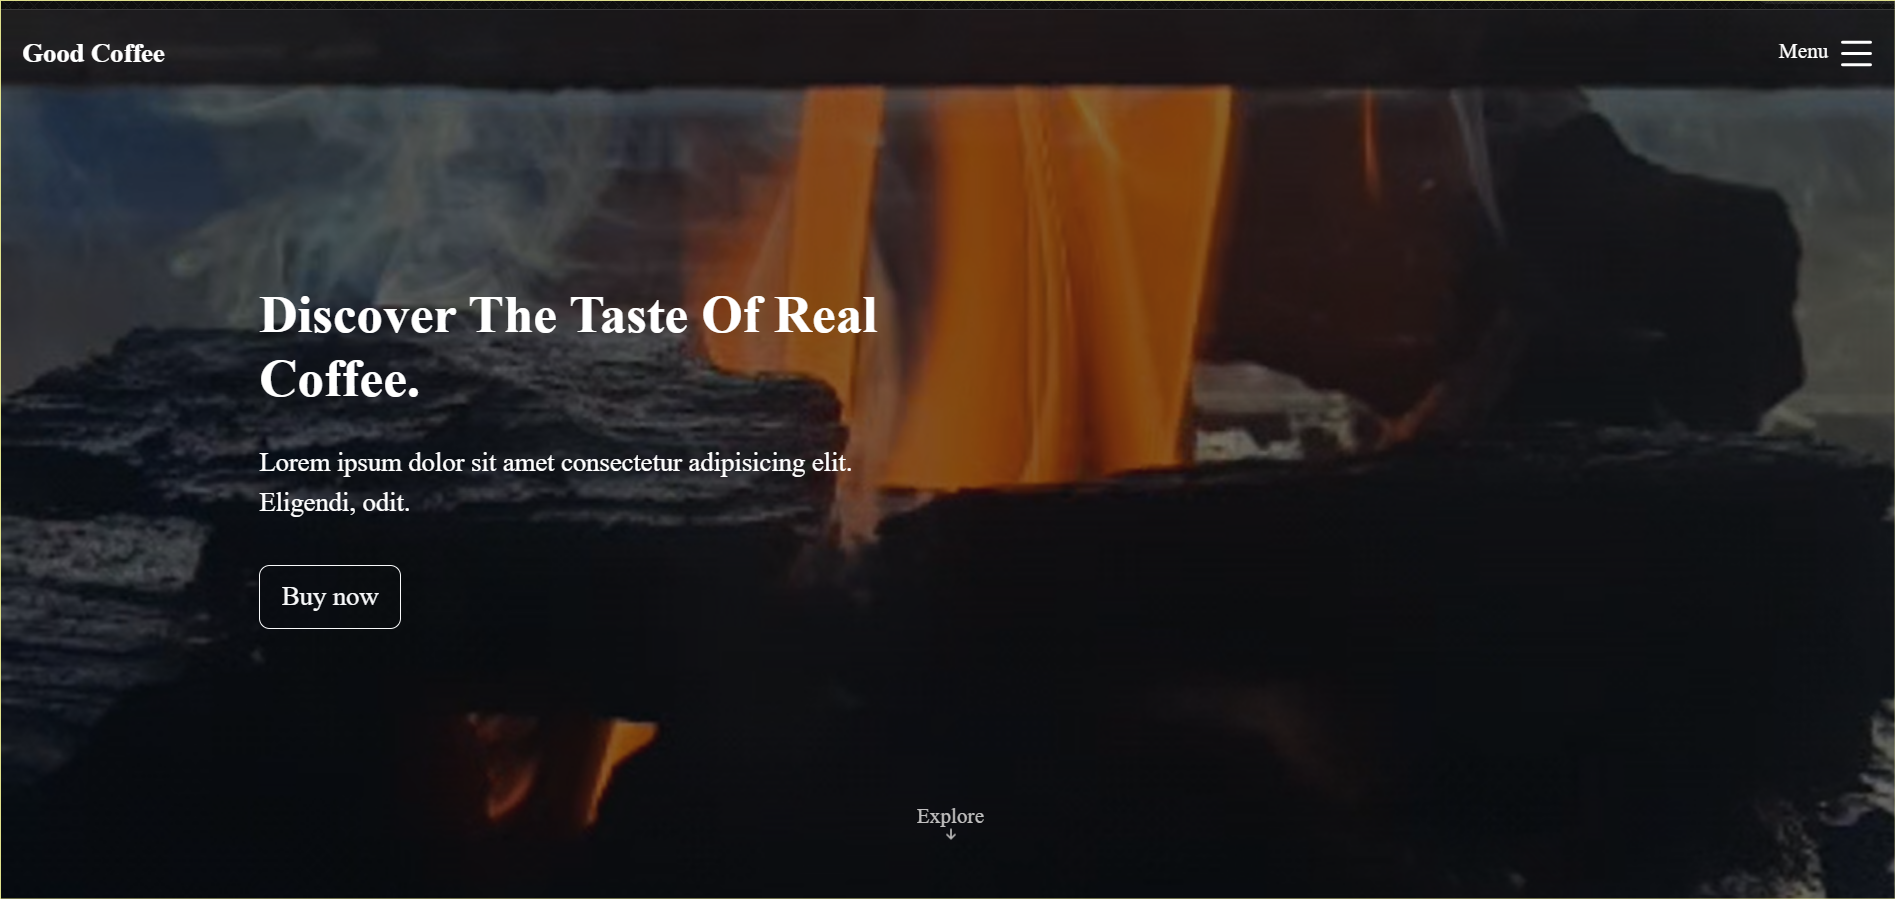 Good Coffee
Menu
Discover The Taste Of Real
Coffee.
Lorem ipsum dolor sit amet consectetur adipisicing elit.
Eligendi, odit.
Buy now
Explore